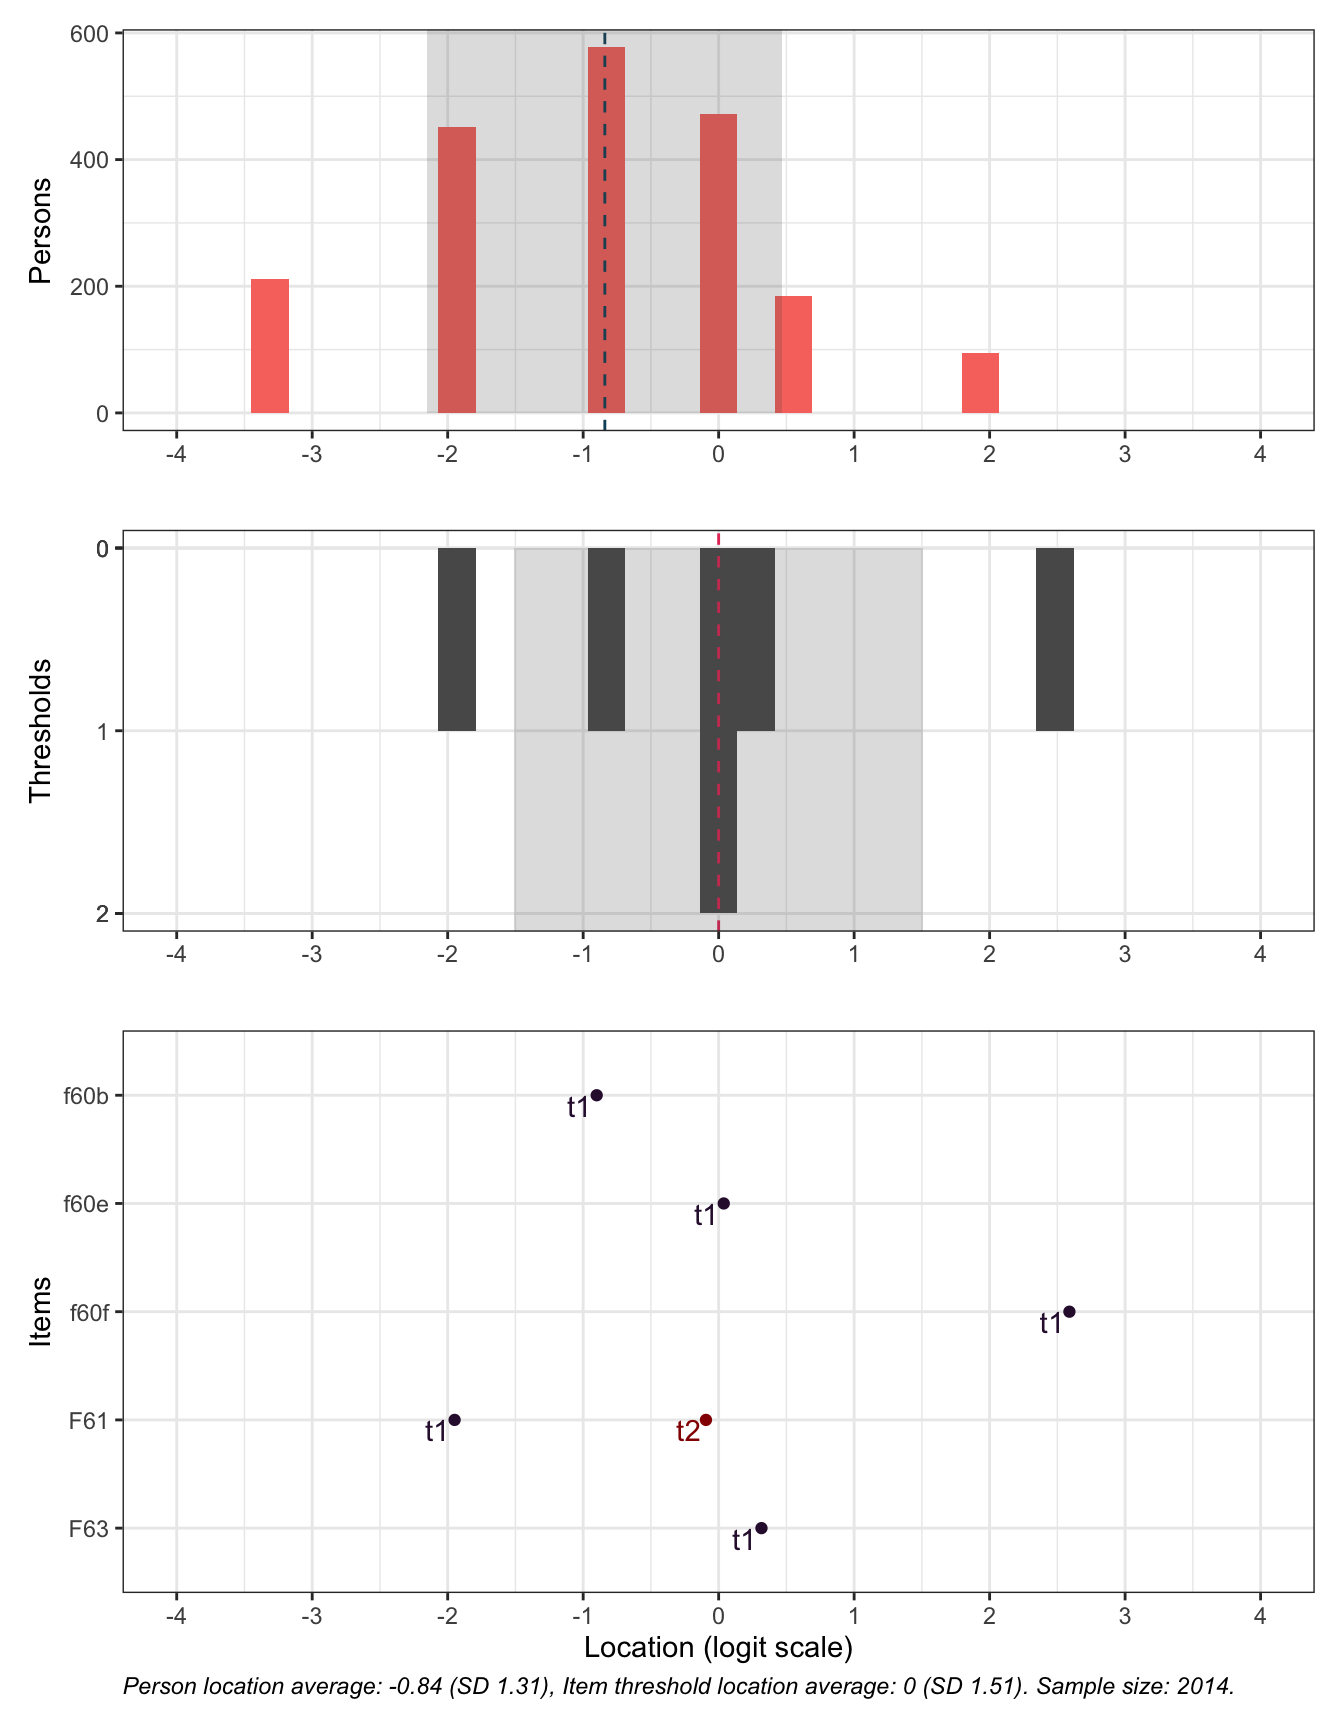 600
400
200
0
Persons
-4 -3 -2 -1 0 1 2 3 4
0
1
2
Thresholds
-4 -3 -2 -1 0 1 2 3 4
f60b
t1
f60e
t1
f60f
t1
F61
t1 t2
F63
t1
Items
-4 -3 -2 -1 0 1 2 3 4
Location (logit scale)
Person location average: -0.84 (SD 1.31), Item threshold location average: 0 (SD 1.51). Sample size: 2014.